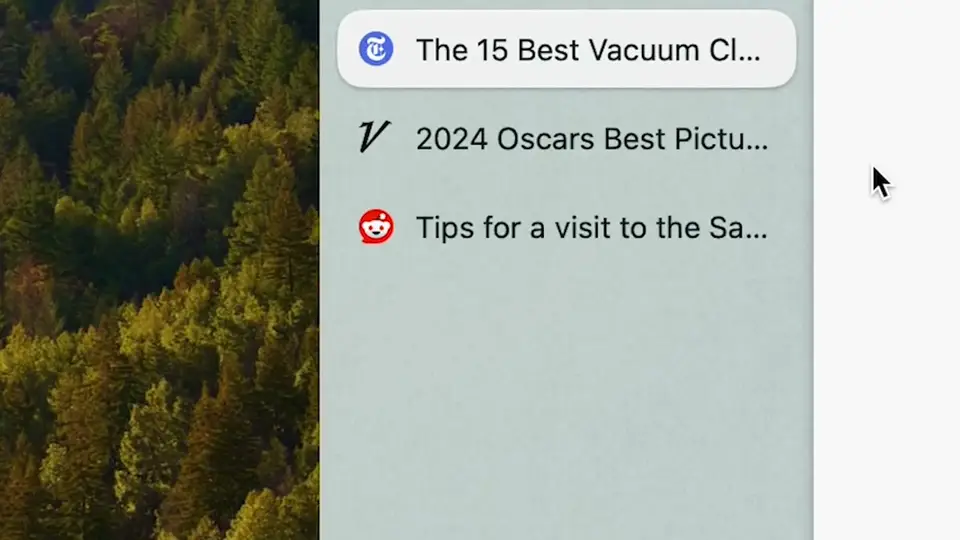 The 15 Best Vacuum Cl...
2024 Oscars Best Pictu...
Tips for a visit to the Sa...